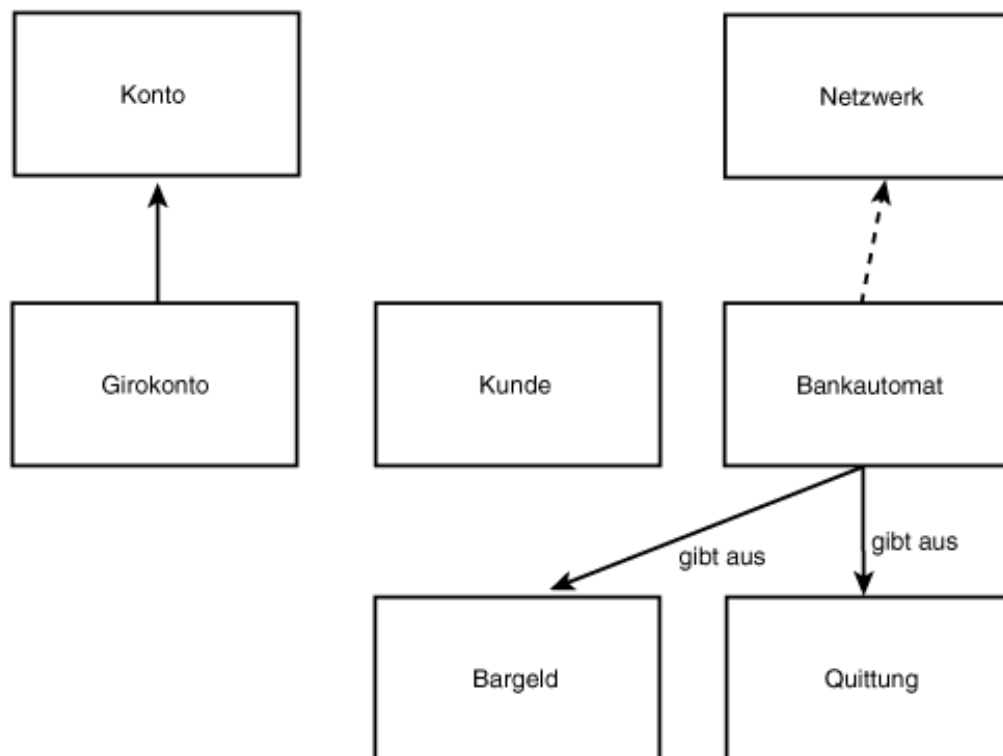 Konto
Netzwerk
Girokonto
Kunde
Bankautomat
gibt aus
gibt aus
Bargeld
Quittung